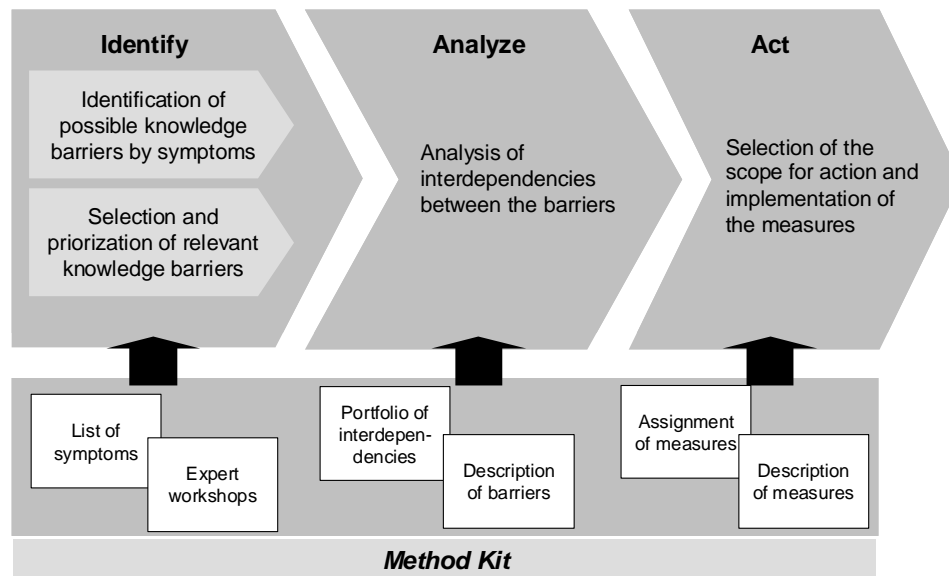 Identify
Identification of
possible knowledge
barriers by symptoms
Selection and
priorization of relevant
knowledge barriers
Analyze
Analysis of
interdependencies
between the barriers
Act
Selection of the
scope for action and
implementation of
the measures
List of
symptoms
Expert
workshops
Portfolio of
interdepen-
dencies
Description
of barriers
Assignment
of measures
Description
of measures
Method Kit